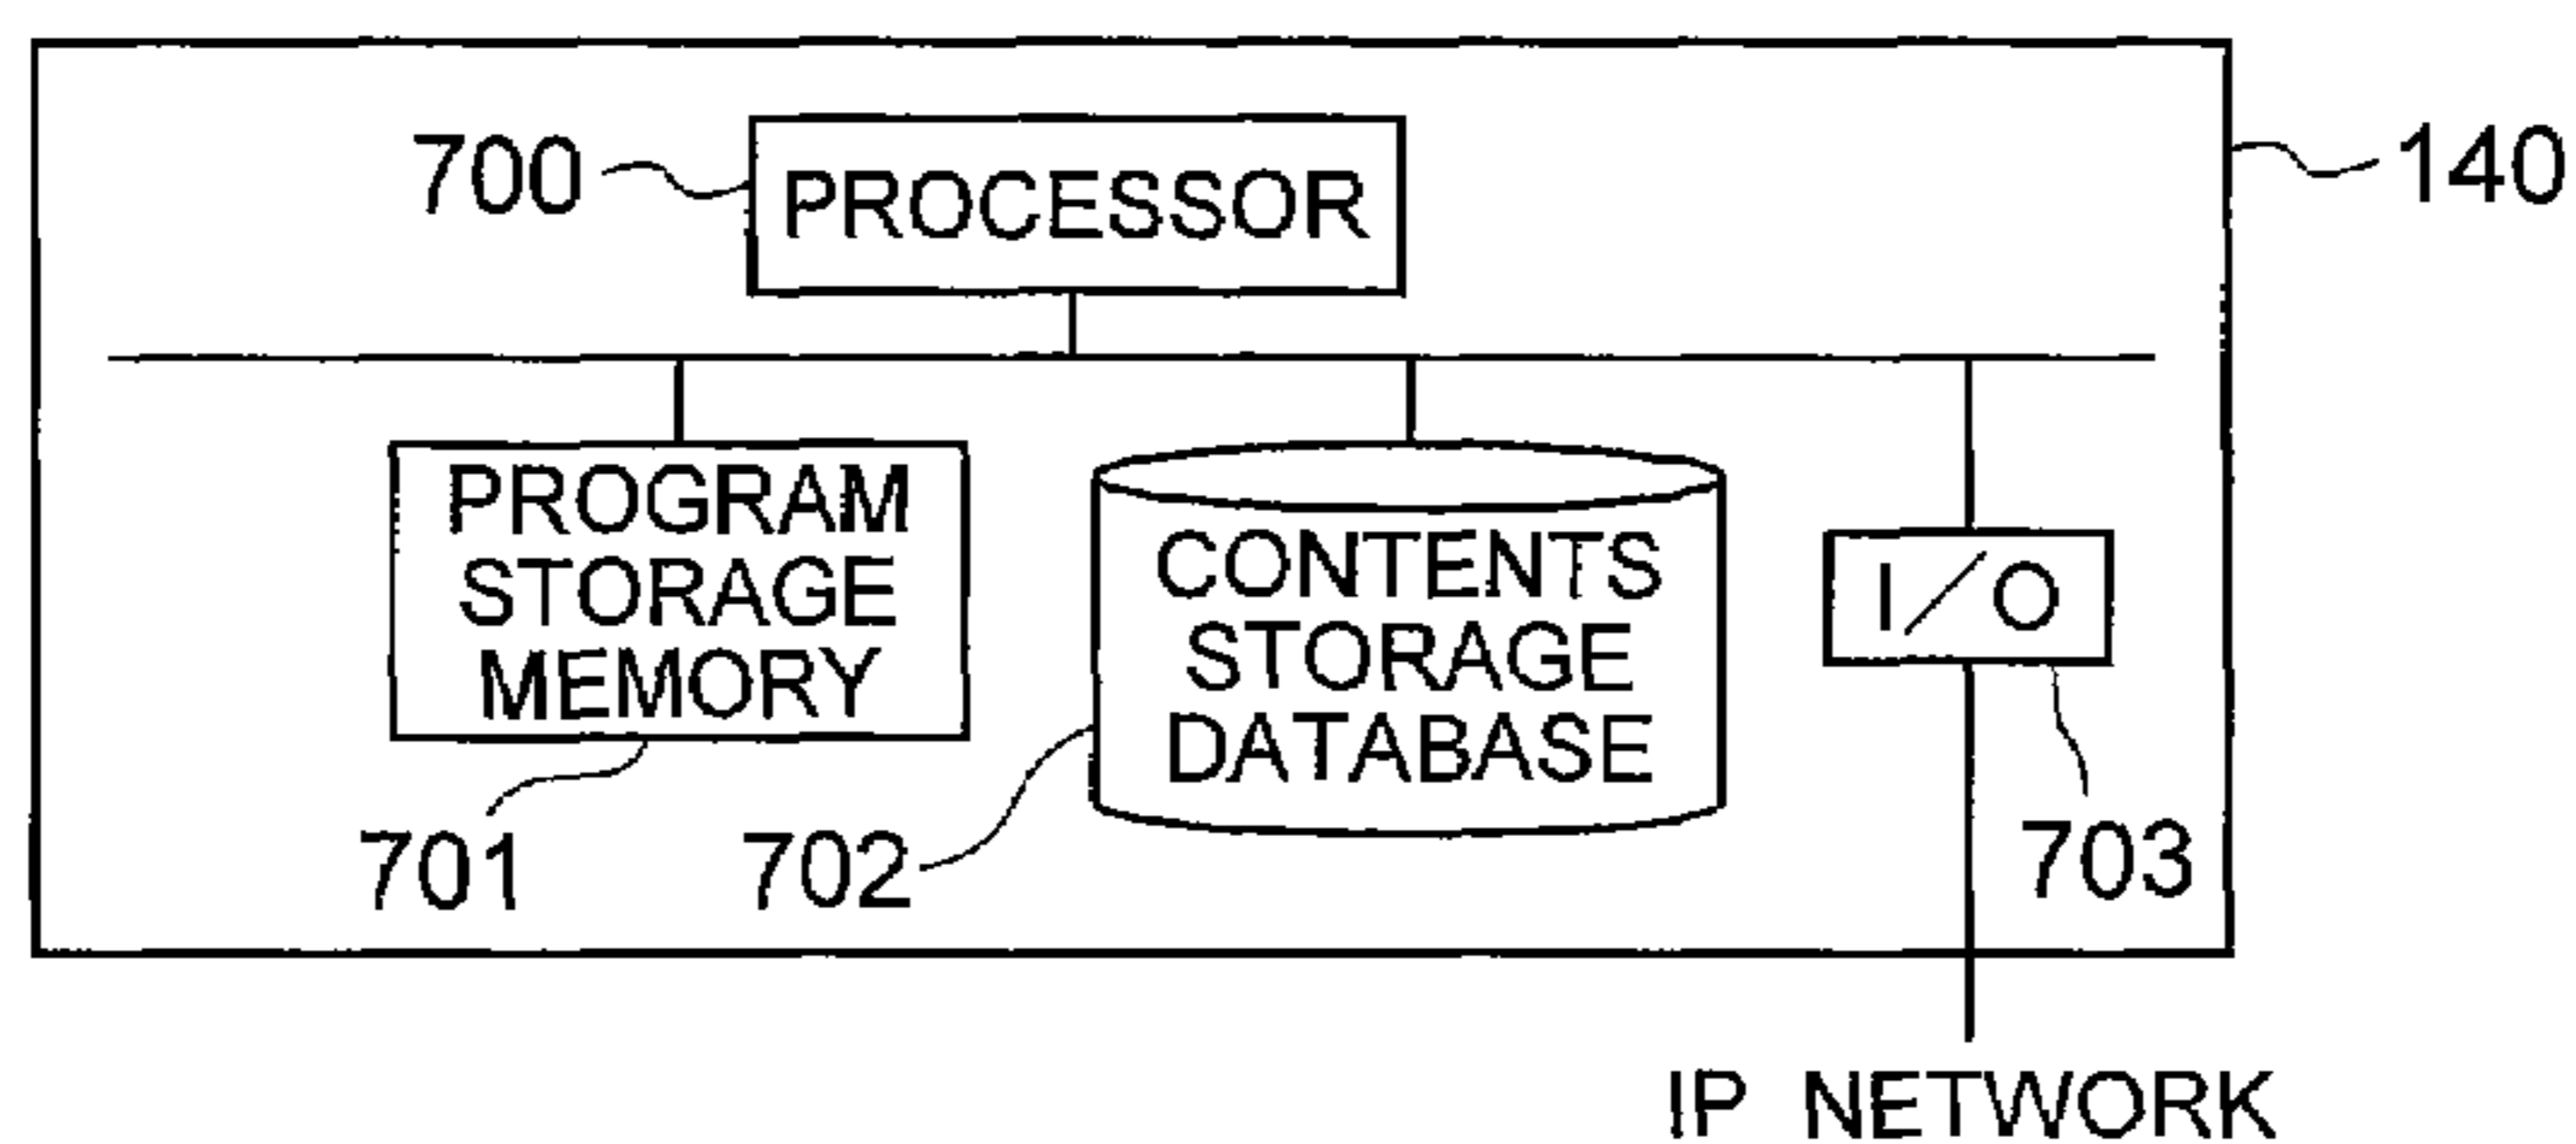 700
PROCESSOR
140
PROGRAM
STORAGE
MEMORY
CONTENTS
STORAGE
DATABASE
I/O
701
702
703
IP NETWORK